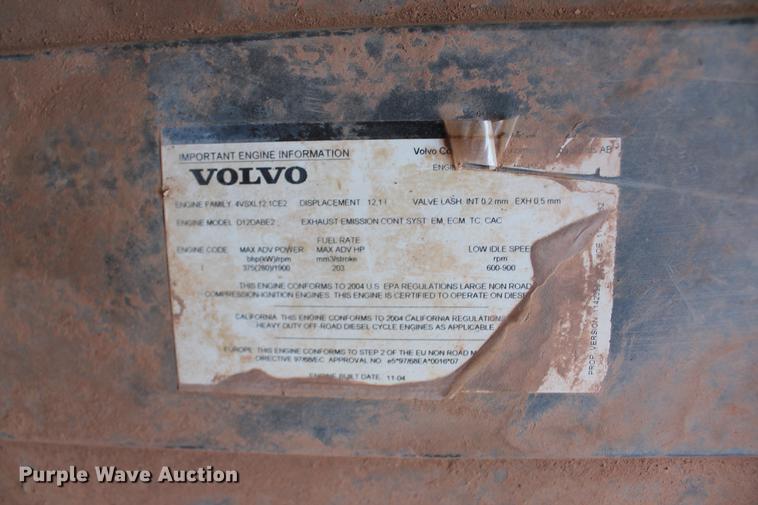 IMPORTANT ENGINE INFORMATION
Volvo Co AB
VOLVO
ENGIN
ENGINE FAMILY 4VSXL12.1CE2 DISPLACEMENT 12,1 l VALVE LASH: INT 0.2 mm EXH 0.5 mm
ENGINE MODEL D12DABE2 EXHAUST EMISSION CONT SYST: EM, ECM, TC, CAC
ENGINE CODE MAX ADV POWER FUEL RATE MAX ADV HP LOW IDLE SPEE
bhp(kW)/rpm mm3/stroke rpm
1 375(280)/1900 203 600-900
THIS ENGINE CONFORMS TO 2004 U.S. EPA REGULATIONS LARGE NON ROAD
COMPRESSION-IGNITION ENGINES. THIS ENGINE IS CERTIFIED TO OPERATE ON DIESE
CALIFORNIA: THIS ENGINE CONFORMS TO 2004 CALIFORNIA REGULATIONS
HEAVY DUTY OFF-ROAD DIESEL CYCLE ENGINES AS APPLICABLE.
EUROPE: THIS ENGINE CONFORMS TO STEP 2 OF THE EU NON ROAD M
DIRECTIVE 97/68/EC. APPROVAL NO e5*97/68EA*0016*07
ENGINE BUILT DATE: 11-04
PROP VERSION
Purple Wave Auction